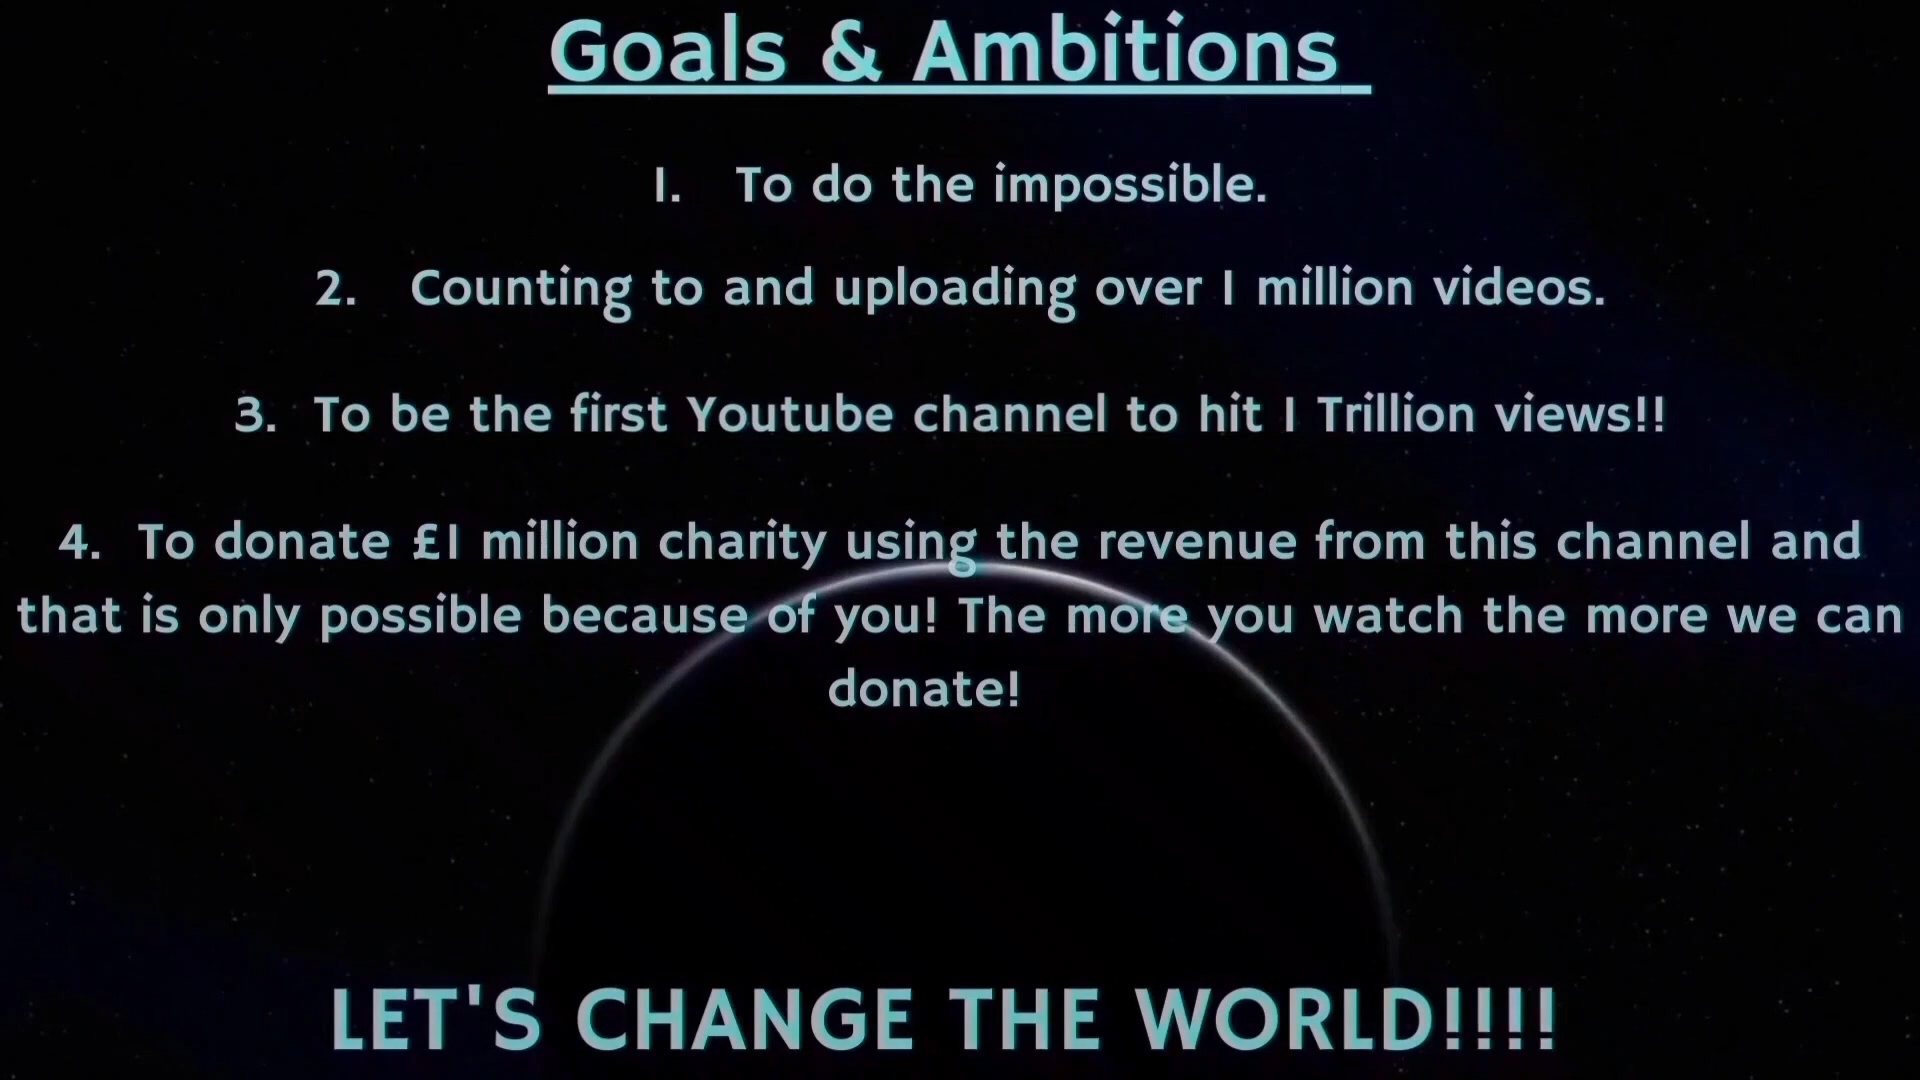 Goals & Ambitions
1. To do the impossible.
2. Counting to and uploading over 1 million videos.
3. To be the first Youtube channel to hit 1 Trillion views!!
4. To donate £1 million charity using the revenue from this channel and
that is only possible because of you! The more you watch the more we can
donate!
LET'S CHANGE THE WORLD!!!!